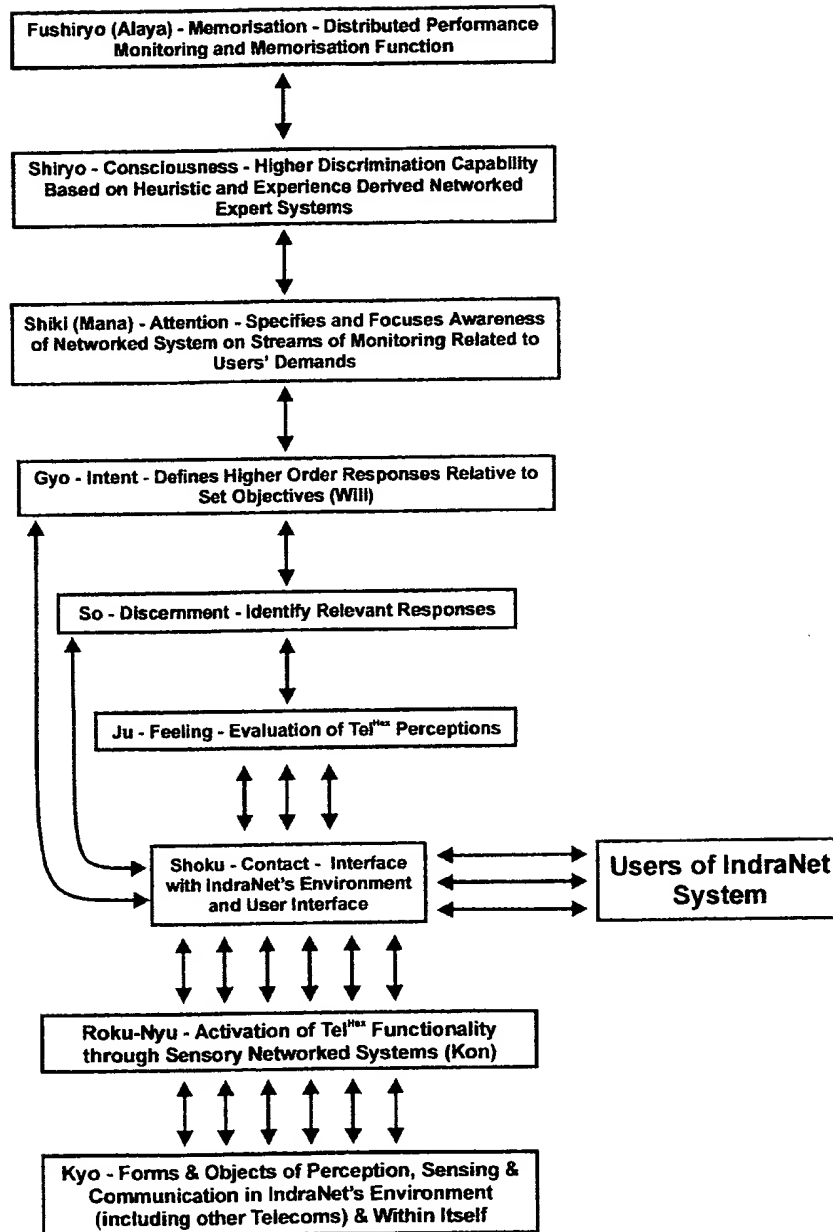 Fushiryo (Alaya) - Memorisation - Distributed Performance
Monitoring and Memorisation Function
Shiryo - Consciousness - Higher Discrimination Capability
Based on Heuristic and Experience Derived Networked
Expert Systems
Shiki (Mana) - Attention - Specifies and Focuses Awareness
of Networked System on Streams of Monitoring Related to
Users' Demands
Gyo - Intent - Defines Higher Order Responses Relative to
Set Objectives (Will)
So - Discernment - Identify Relevant Responses
Ju - Feeling - Evaluation of Tel^Hex Perceptions
Shoku - Contact - Interface
with IndraNet's Environment
and User Interface
Users of IndraNet
System
Roku-Nyu - Activation of Tel^Hex Functionality
through Sensory Networked Systems (Kon)
Kyo - Forms & Objects of Perception, Sensing &
Communication in IndraNet's Environment
(including other Telecoms) & Within Itself